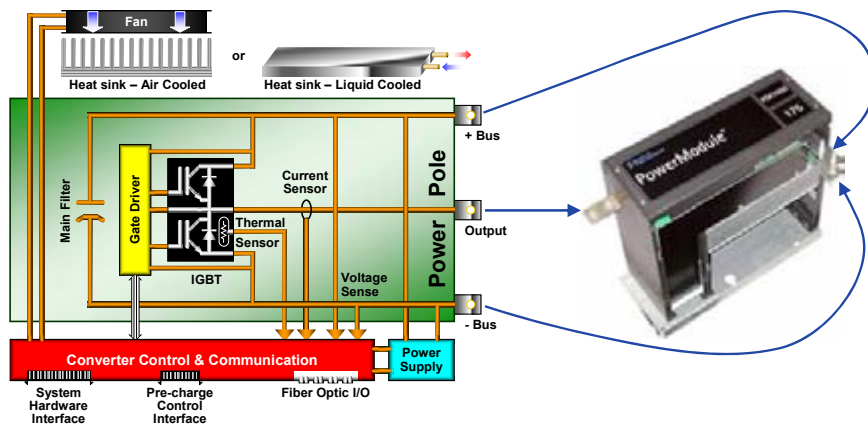 Fan
or
Heat sink – Air Cooled
Heat sink – Liquid Cooled
+ Bus
Main Filter
Gate Driver
Current
Sensor
Thermal
Sensor
IGBT
Voltage
Sense
Power Pole
Output
- Bus
Converter Control & Communication
Power
Supply
System
Hardware
Interface
Pre-charge
Control
Interface
Fiber Optic I/O
PowerModule
175